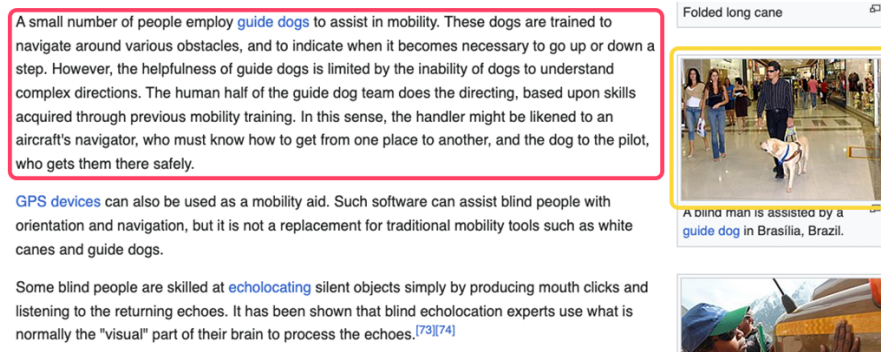 A small number of people employ guide dogs to assist in mobility. These dogs are trained to
navigate around various obstacles, and to indicate when it becomes necessary to go up or down a
step. However, the helpfulness of guide dogs is limited by the inability of dogs to understand
complex directions. The human half of the guide dog team does the directing, based upon skills
acquired through previous mobility training. In this sense, the handler might be likened to an
aircraft's navigator, who must know how to get from one place to another, and the dog to the pilot,
who gets them there safely.
GPS devices can also be used as a mobility aid. Such software can assist blind people with
orientation and navigation, but it is not a replacement for traditional mobility tools such as white
canes and guide dogs.
Some blind people are skilled at echolocating silent objects simply by producing mouth clicks and
listening to the returning echoes. It has been shown that blind echolocation experts use what is
normally the "visual" part of their brain to process the echoes.[73][74]
Folded long cane
A blind man is assisted by a
guide dog in Brasília, Brazil.